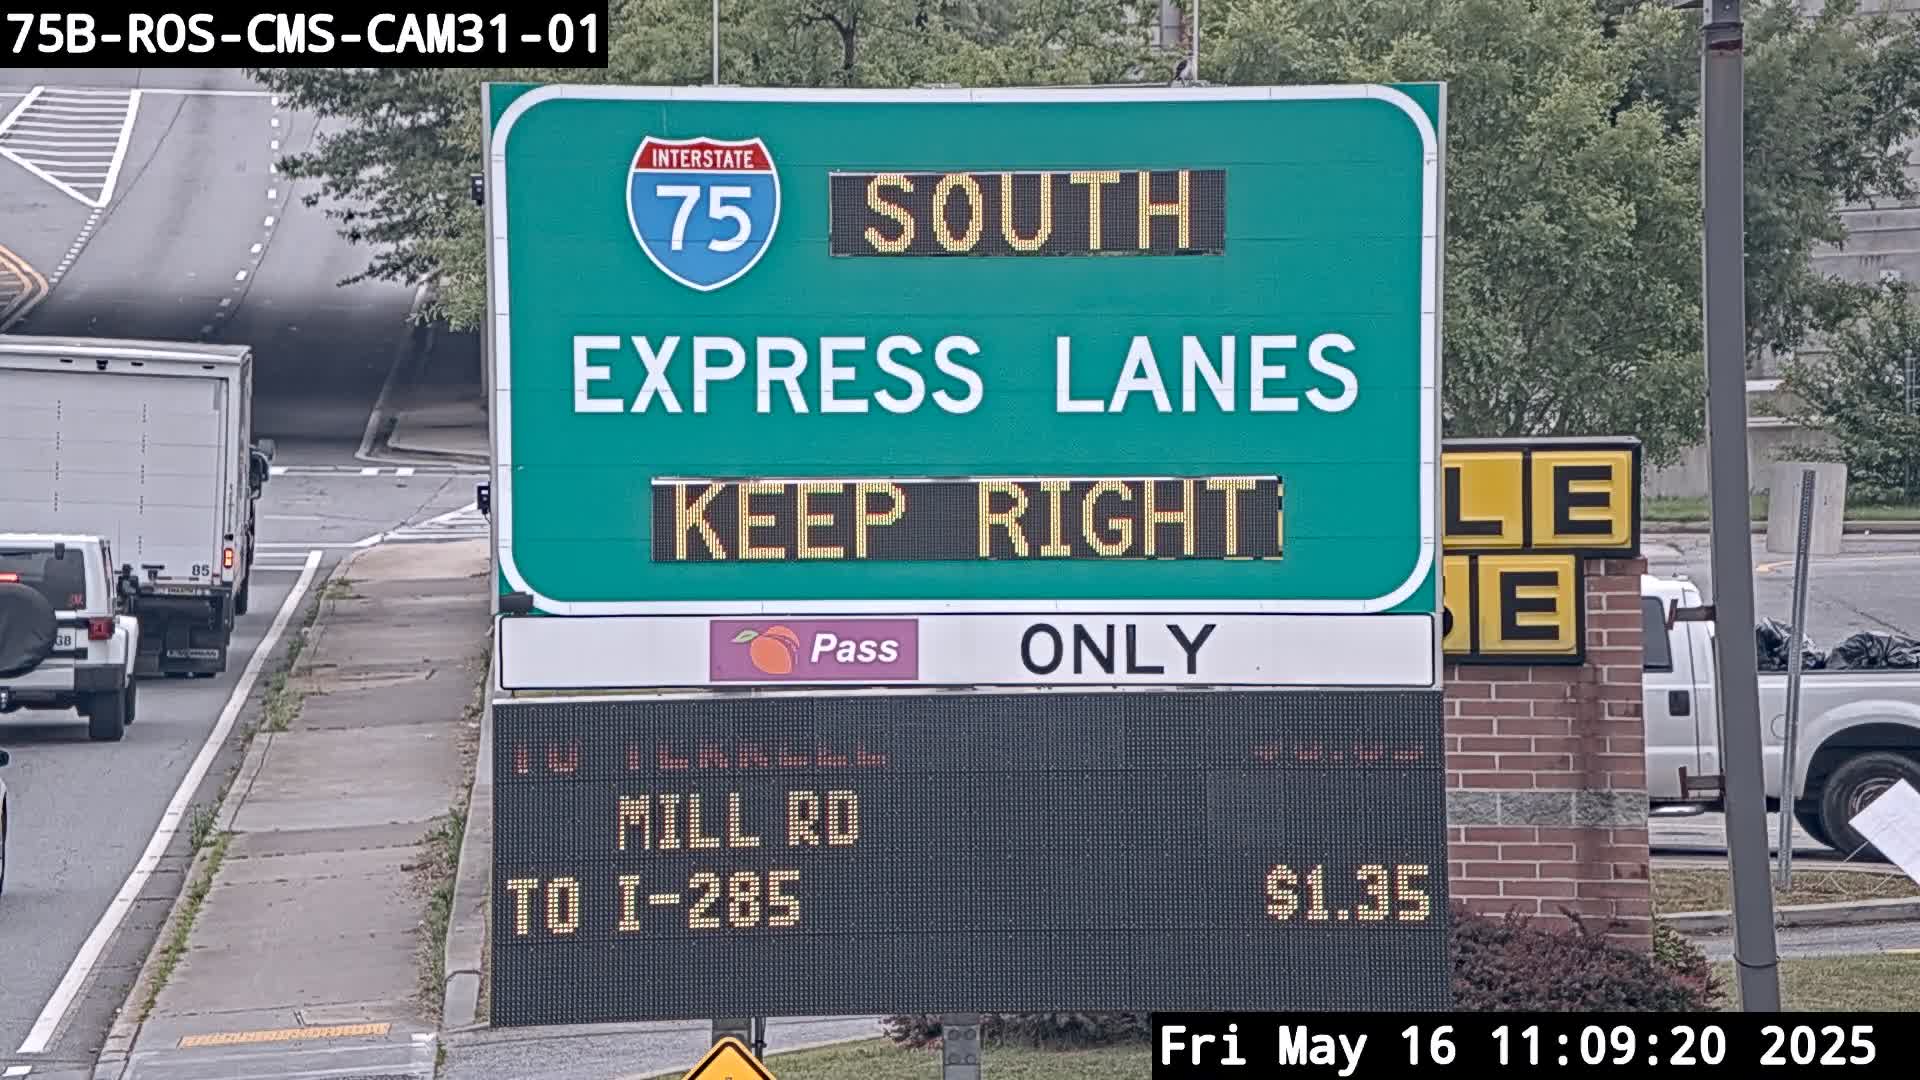 75B-ROS-CMS-CAM31-01
INTERSTATE
75
SOUTH
EXPRESS LANES
KEEP RIGHT
Pass ONLY
MILL RD
TO I-285 $1.35
LE
E
85
Fri May 16 11:09:20 2025